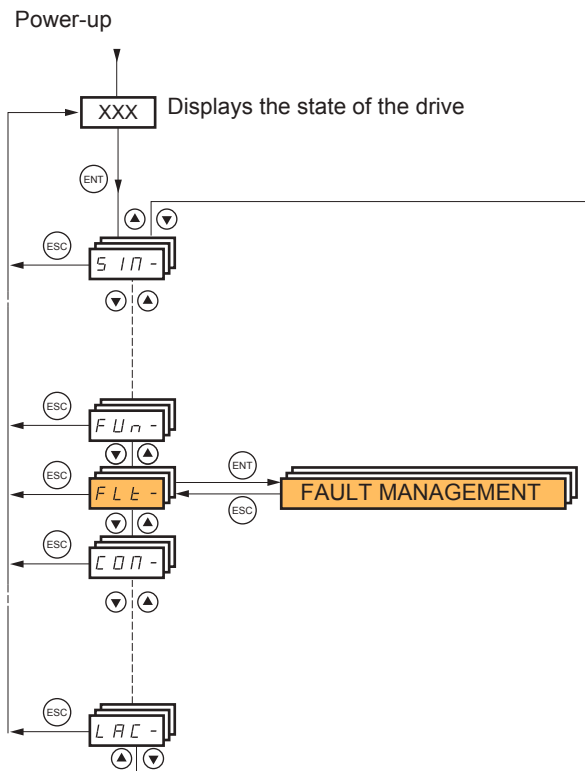 Power-up
XXX Displays the state of the drive
ENT
ESC
SIM-
ESC
FUn-
ESC
FLt-
ENT
ESC
FAULT MANAGEMENT
ESC
COM-
ESC
LAC-